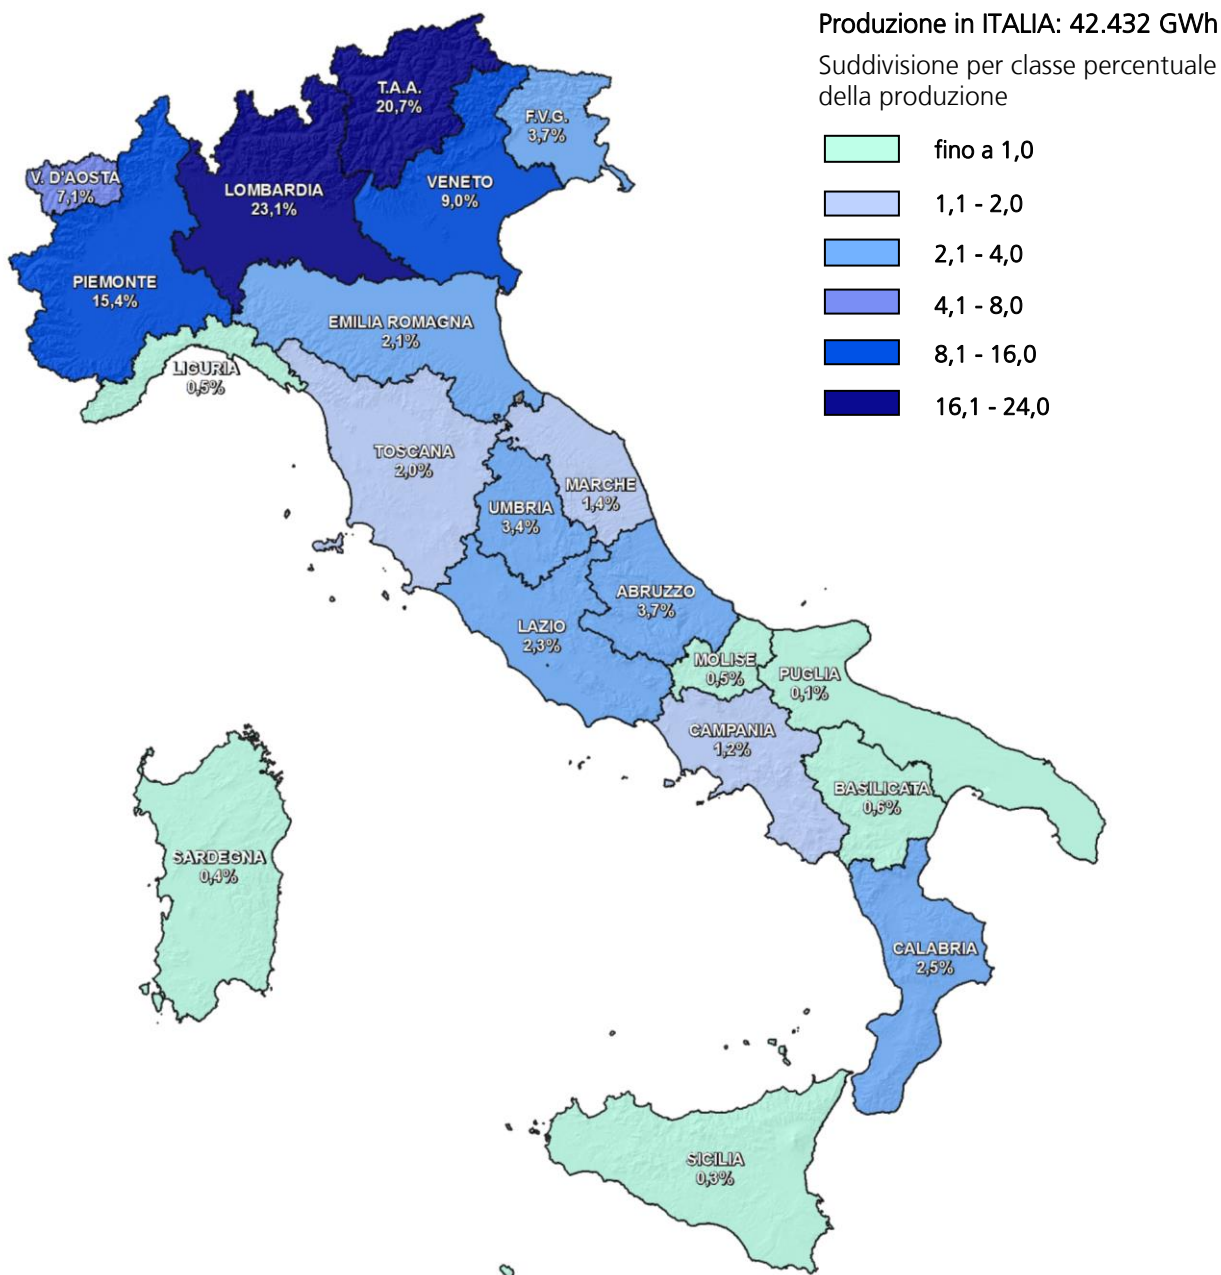 Produzione in ITALIA: 42.432 GWh
Suddivisione per classe percentuale
della produzione
fino a 1,0
1,1 - 2,0
2,1 - 4,0
4,1 - 8,0
8,1 - 16,0
16,1 - 24,0
T.A.A.
20,7%
F.V.G.
3,7%
V. D'AOSTA
7,1%
LOMBARDIA
23,1%
VENETO
9,0%
PIEMONTE
15,4%
EMILIA ROMAGNA
2,1%
LIGURIA
0,5%
TOSCANA
2,0%
MARCHE
1,4%
UMBRIA
3,4%
ABRUZZO
3,7%
LAZIO
2,3%
MOLISE
0,5%
PUGLIA
0,1%
CAMPANIA
1,2%
BASILICATA
0,6%
SARDEGNA
0,4%
CALABRIA
2,5%
SICILIA
0,3%